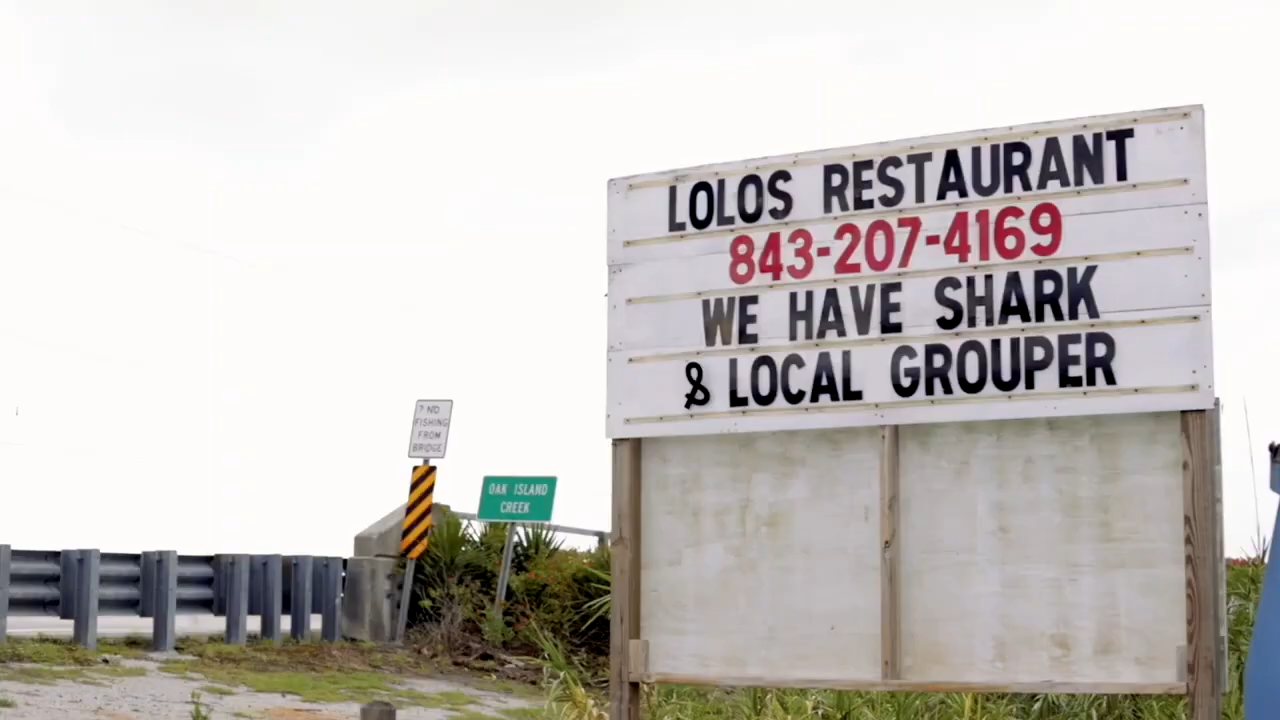 LOLOS RESTAURANT
843-207-4169
WE HAVE SHARK
& LOCAL GROUPER
NO
FISHING
FROM
BRIDGE
OAK ISLAND
CREEK